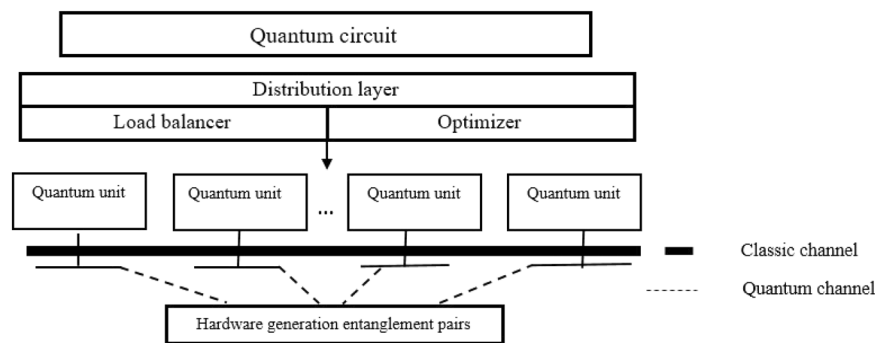 Quantum circuit
Distribution layer
Load balancer
Optimizer
Quantum unit
Quantum unit
...
Quantum unit
Quantum unit
Classic channel
Quantum channel
Hardware generation entanglement pairs